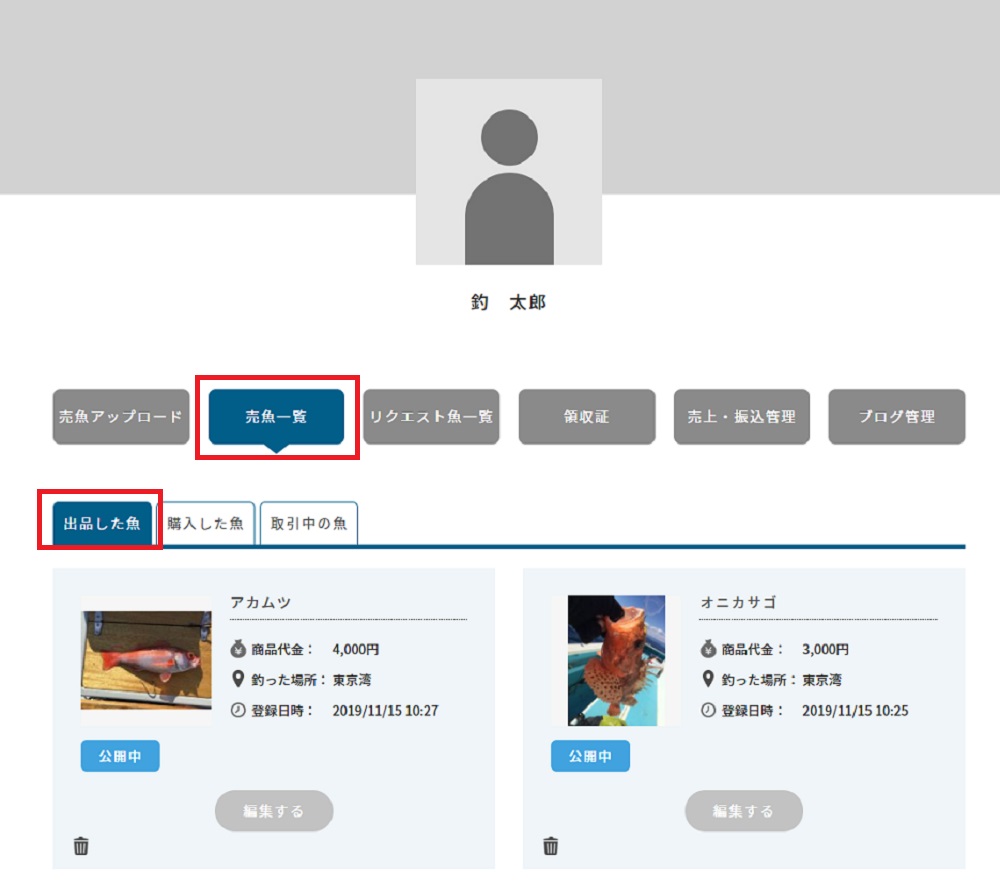 釣　太郎
売魚アップロード
売魚一覧
リクエスト魚一覧
領収証
売上・振込管理
ブログ管理
出品した魚
購入した魚
取引中の魚
アカムツ
商品代金： 4,000円
釣った場所： 東京湾
登録日時： 2019/11/15 10:27
公開中
編集する
オニカサゴ
商品代金： 3,000円
釣った場所： 東京湾
登録日時： 2019/11/15 10:25
公開中
編集する